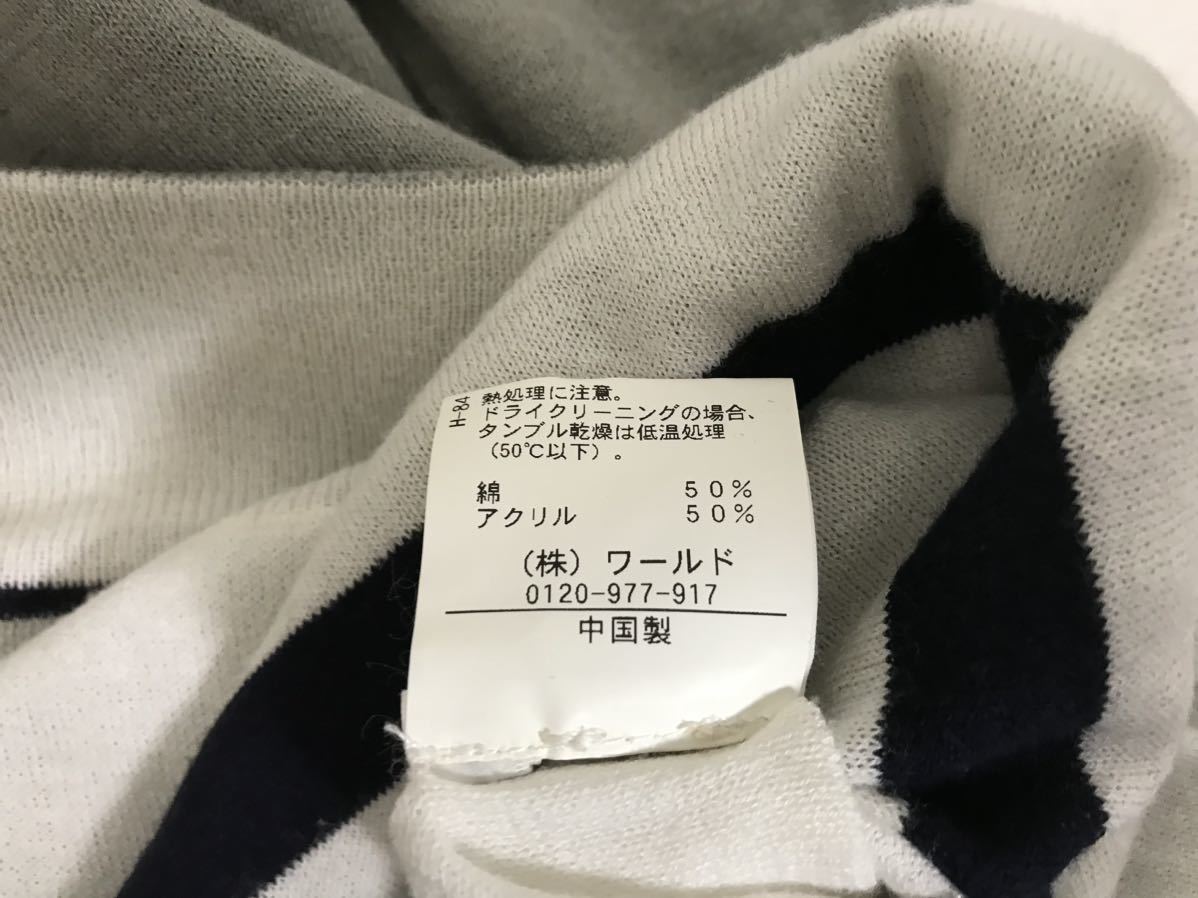 H-84
熱処理に注意。
ドライクリーニングの場合、
タンブル乾燥は低温処理
(50℃以下)。
綿 50%
アクリル 50%
(株) ワールド
0120-977-917
中国製